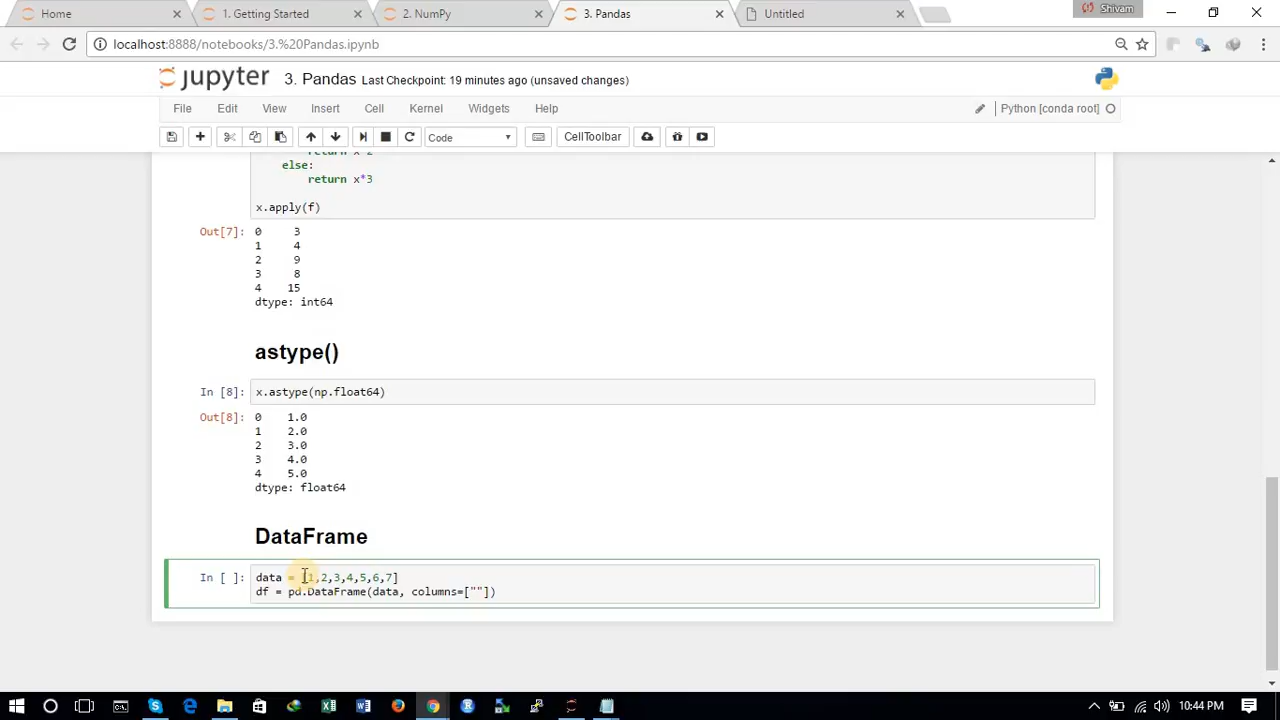 Home
1. Getting Started
2. NumPy
3. Pandas
Untitled
Shivam
localhost:8888/notebooks/3.%20Pandas.ipynb
jupyter 3. Pandas Last Checkpoint: 19 minutes ago (unsaved changes)
File Edit View Insert Cell Kernel Widgets Help
Python [conda root]
Code
CellToolbar
else:
return x*3
x.apply(f)
Out[7]:
0 3
1 4
2 9
3 8
4 15
dtype: int64
astype()
In [8]: x.astype(np.float64)
Out[8]:
0 1.0
1 2.0
2 3.0
3 4.0
4 5.0
dtype: float64
DataFrame
In [ ]: data = [1,2,3,4,5,6,7]
df = pd.DataFrame(data, columns=[""])
10:44 PM